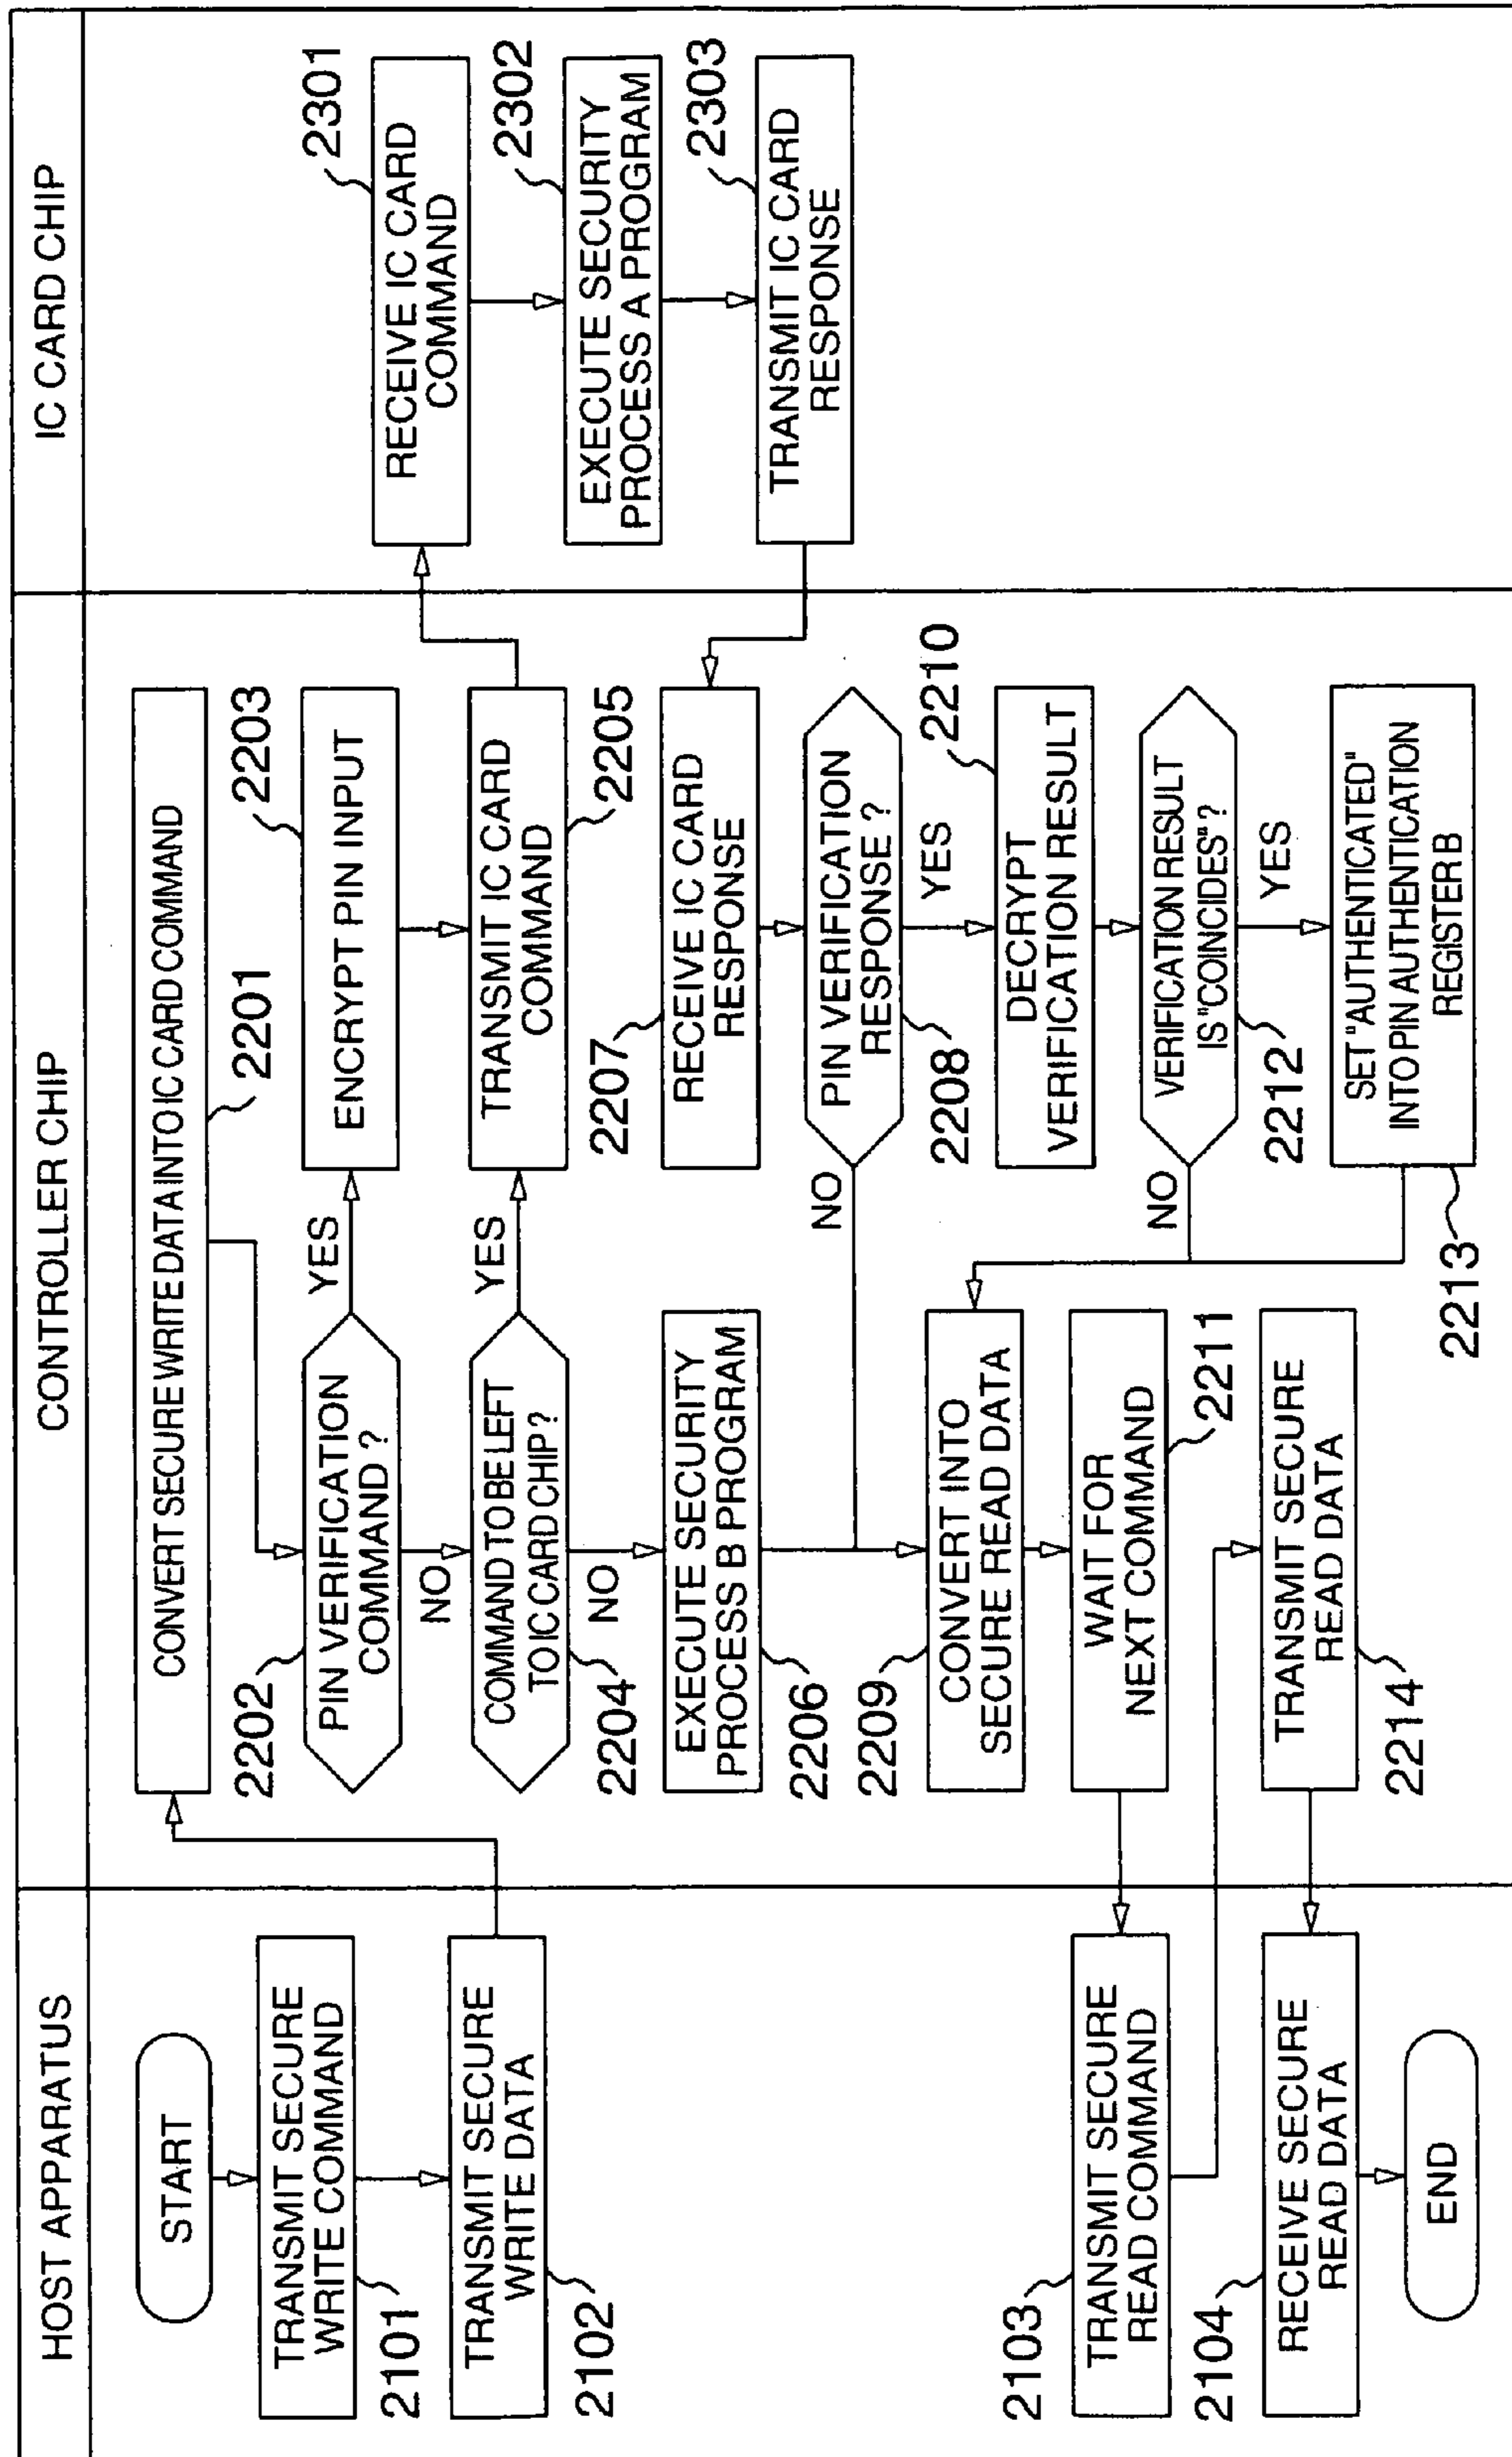 HOST APPARATUS
CONTROLLER CHIP
IC CARD CHIP
START
TRANSMIT SECURE
WRITE COMMAND
2101
TRANSMIT SECURE
WRITE DATA
2102
TRANSMIT SECURE
READ COMMAND
2103
RECEIVE SECURE
READ DATA
2104
END
CONVERT SECURE WRITE DATA INTO IC CARD COMMAND
2201
PIN VERIFICATION
COMMAND ?
2202
YES
NO
ENCRYPT PIN INPUT
2203
COMMAND TO BE LEFT
TO IC CARD CHIP?
2204
YES
NO
TRANSMIT IC CARD
COMMAND
2205
EXECUTE SECURITY
PROCESS B PROGRAM
2206
RECEIVE IC CARD
RESPONSE
2207
PIN VERIFICATION
RESPONSE ?
2208
NO
YES
CONVERT INTO
SECURE READ DATA
2209
DECRYPT
VERIFICATION RESULT
2210
WAIT FOR
NEXT COMMAND
2211
VERIFICATION RESULT
IS "COINCIDES"?
2212
NO
YES
SET "AUTHENTICATED"
INTO PIN AUTHENTICATION
REGISTER B
2213
TRANSMIT SECURE
READ DATA
2214
RECEIVE IC CARD
COMMAND
2301
EXECUTE SECURITY
PROCESS A PROGRAM
2302
TRANSMIT IC CARD
RESPONSE
2303